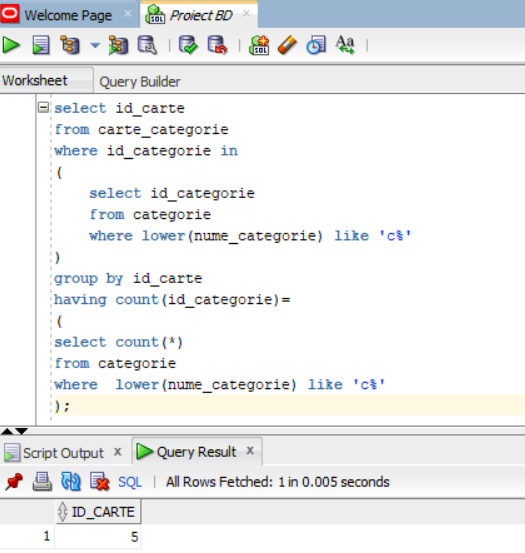 Welcome Page × Proiect BD ×
Worksheet Query Builder
select id_carte
from carte_categorie
where id_categorie in
(
select id_categorie
from categorie
where lower(nume_categorie) like 'c%'
)
group by id_carte
having count(id_categorie)=
(
select count(*)
from categorie
where  lower(nume_categorie) like 'c%'
);
Script Output × Query Result ×
SQL | All Rows Fetched: 1 in 0.005 seconds
ID_CARTE
1 5